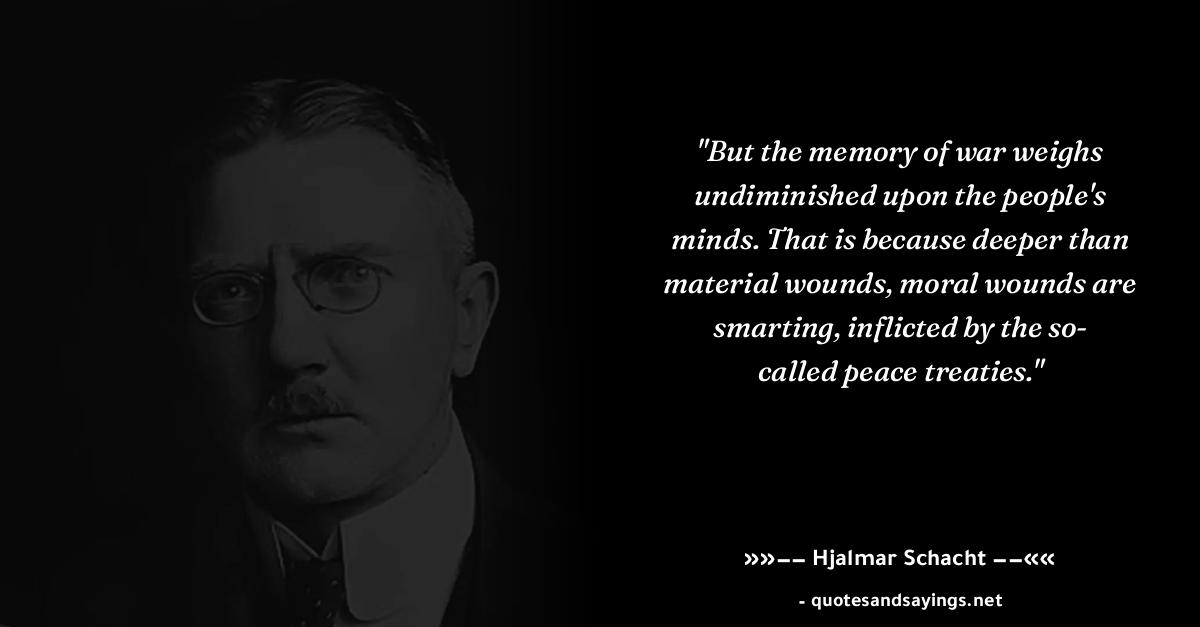 "But the memory of war weighs
undiminished upon the people's
minds. That is because deeper than
material wounds, moral wounds are
smarting, inflicted by the so-
called peace treaties."
»»−− Hjalmar Schacht −−««
- quotesandsayings.net